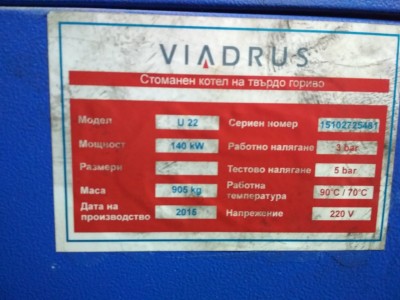 VIADRUS
Стоманен котел на твърдо гориво
Модел U 22 Сериен номер 15102725461
Мощност 140 kW Работно налягане 3 bar
Размери Тестово налягане 5 bar
Маса 905 kg Работна температура 90°C / 70°C
Дата на производство 2015 Напрежение 220 V